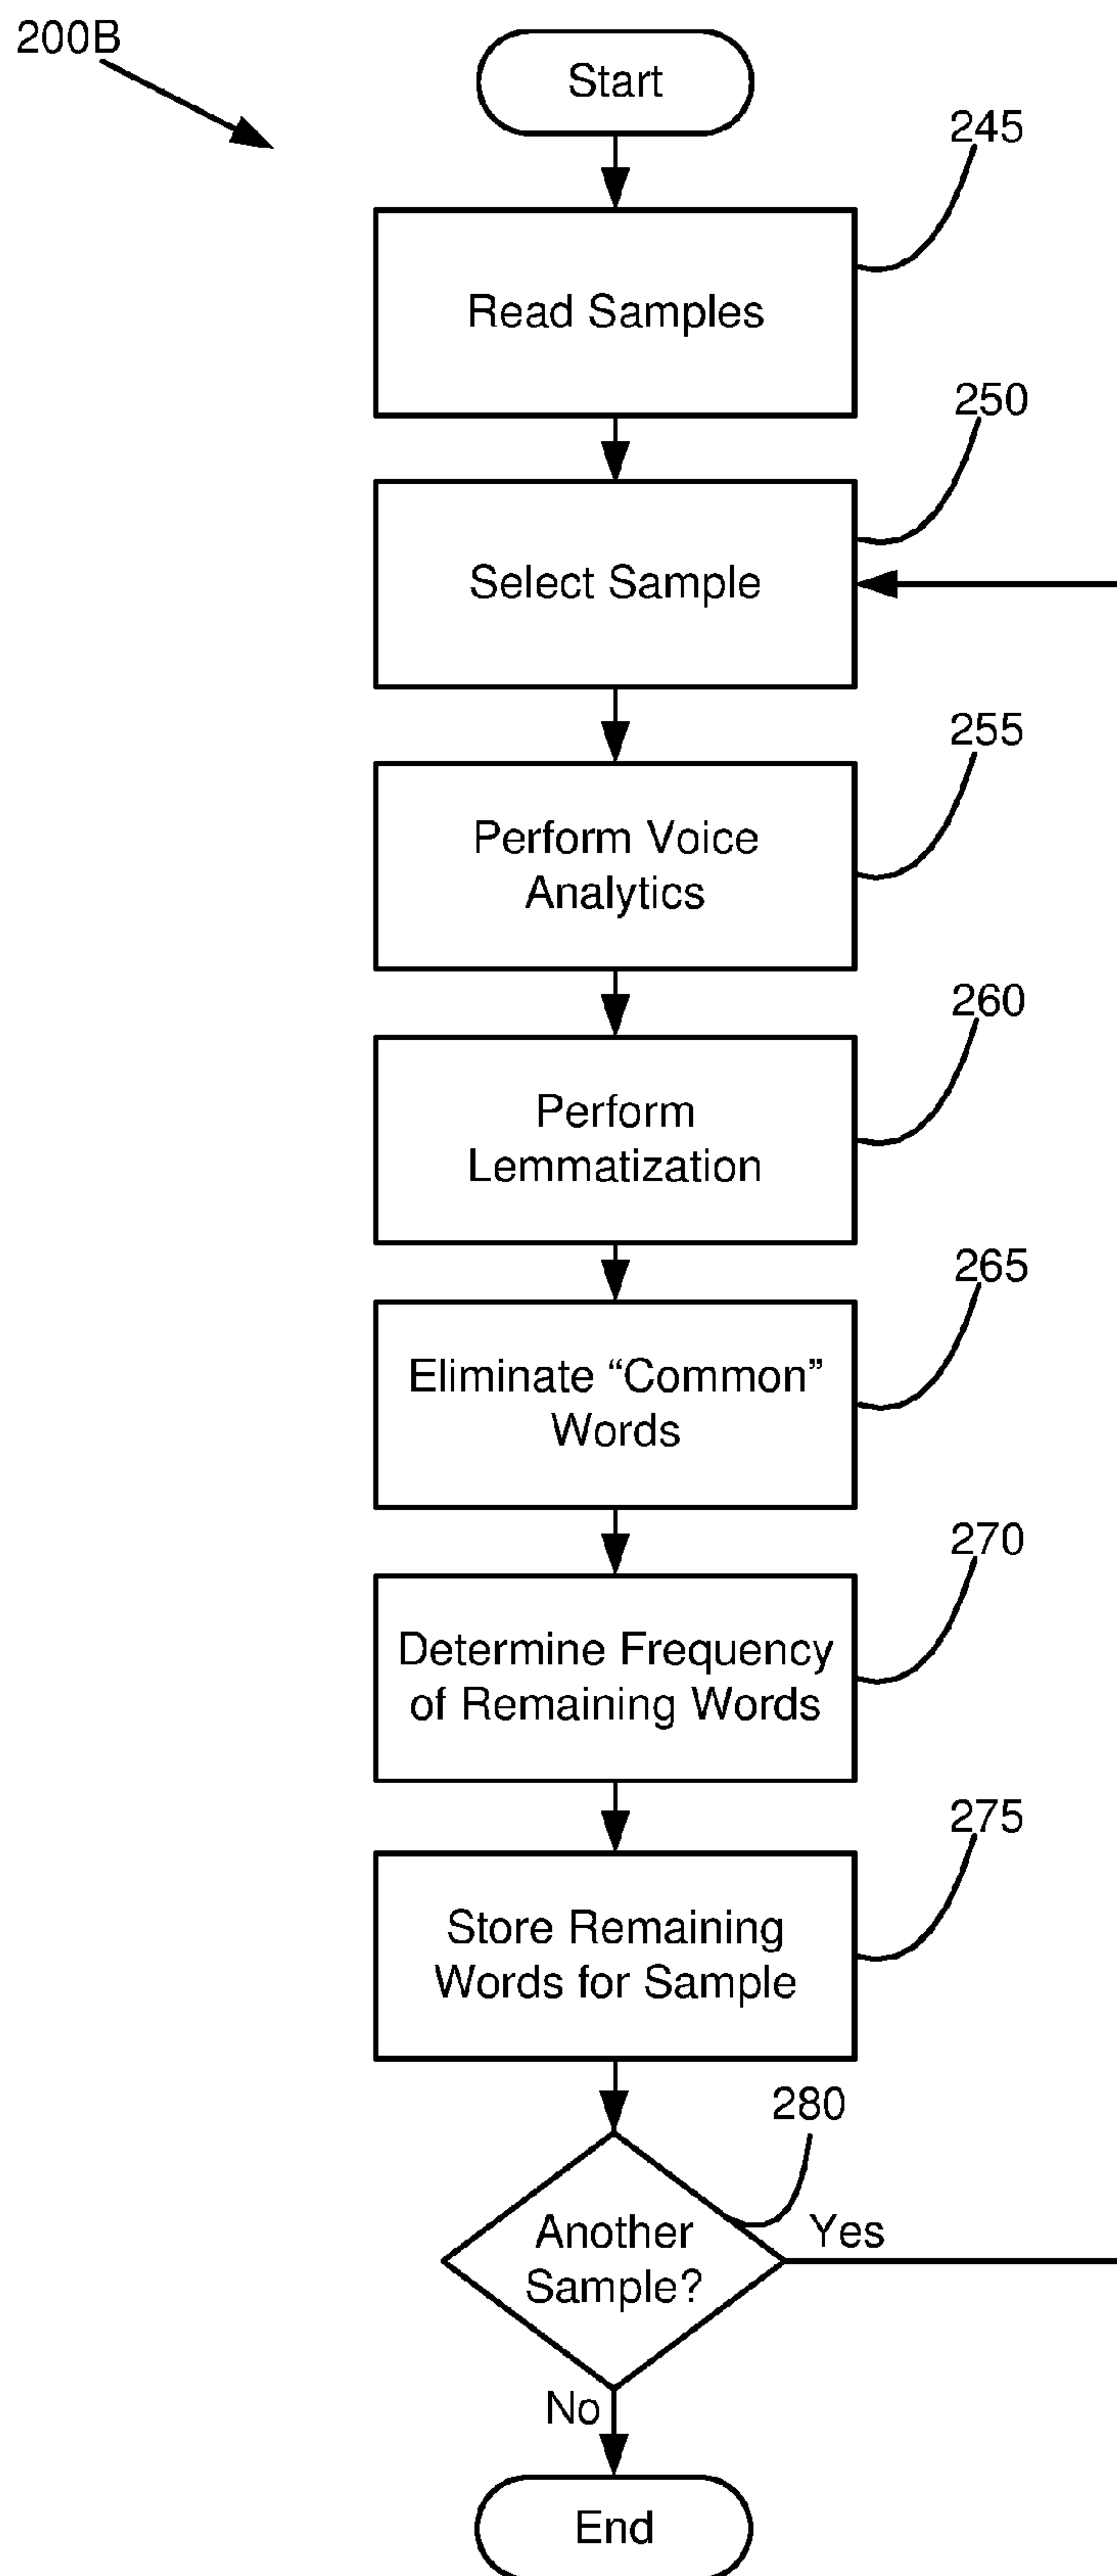 200B
Start
245
Read Samples
250
Select Sample
255
Perform Voice
Analytics
260
Perform
Lemmatization
265
Eliminate “Common”
Words
270
Determine Frequency
of Remaining Words
275
Store Remaining
Words for Sample
280
Another
Sample?
Yes
No
End